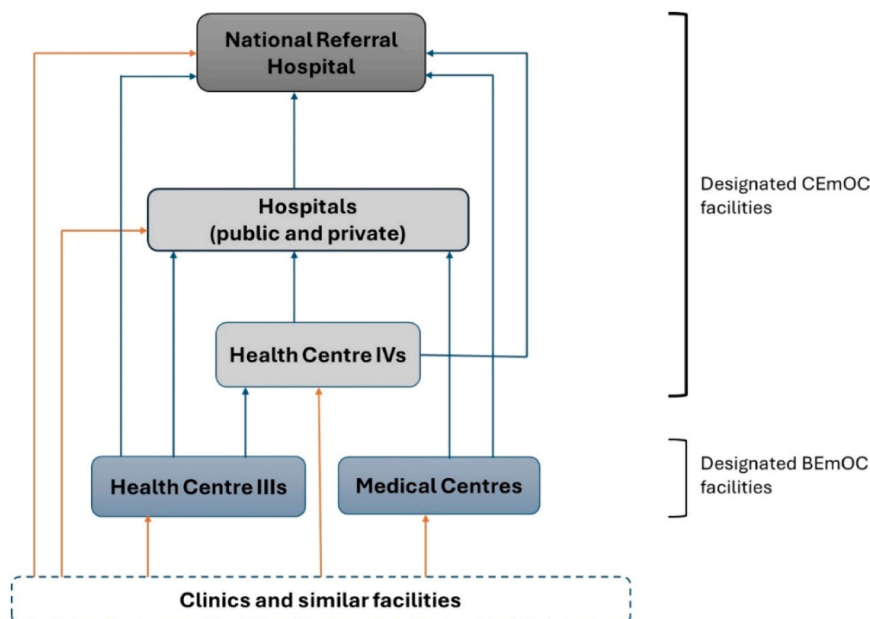 National Referral
Hospital
Designated CEmOC
facilities
Hospitals
(public and private)
Health Centre IVs
Designated BEmOC
facilities
Health Centre IIIs
Medical Centres
Clinics and similar facilities